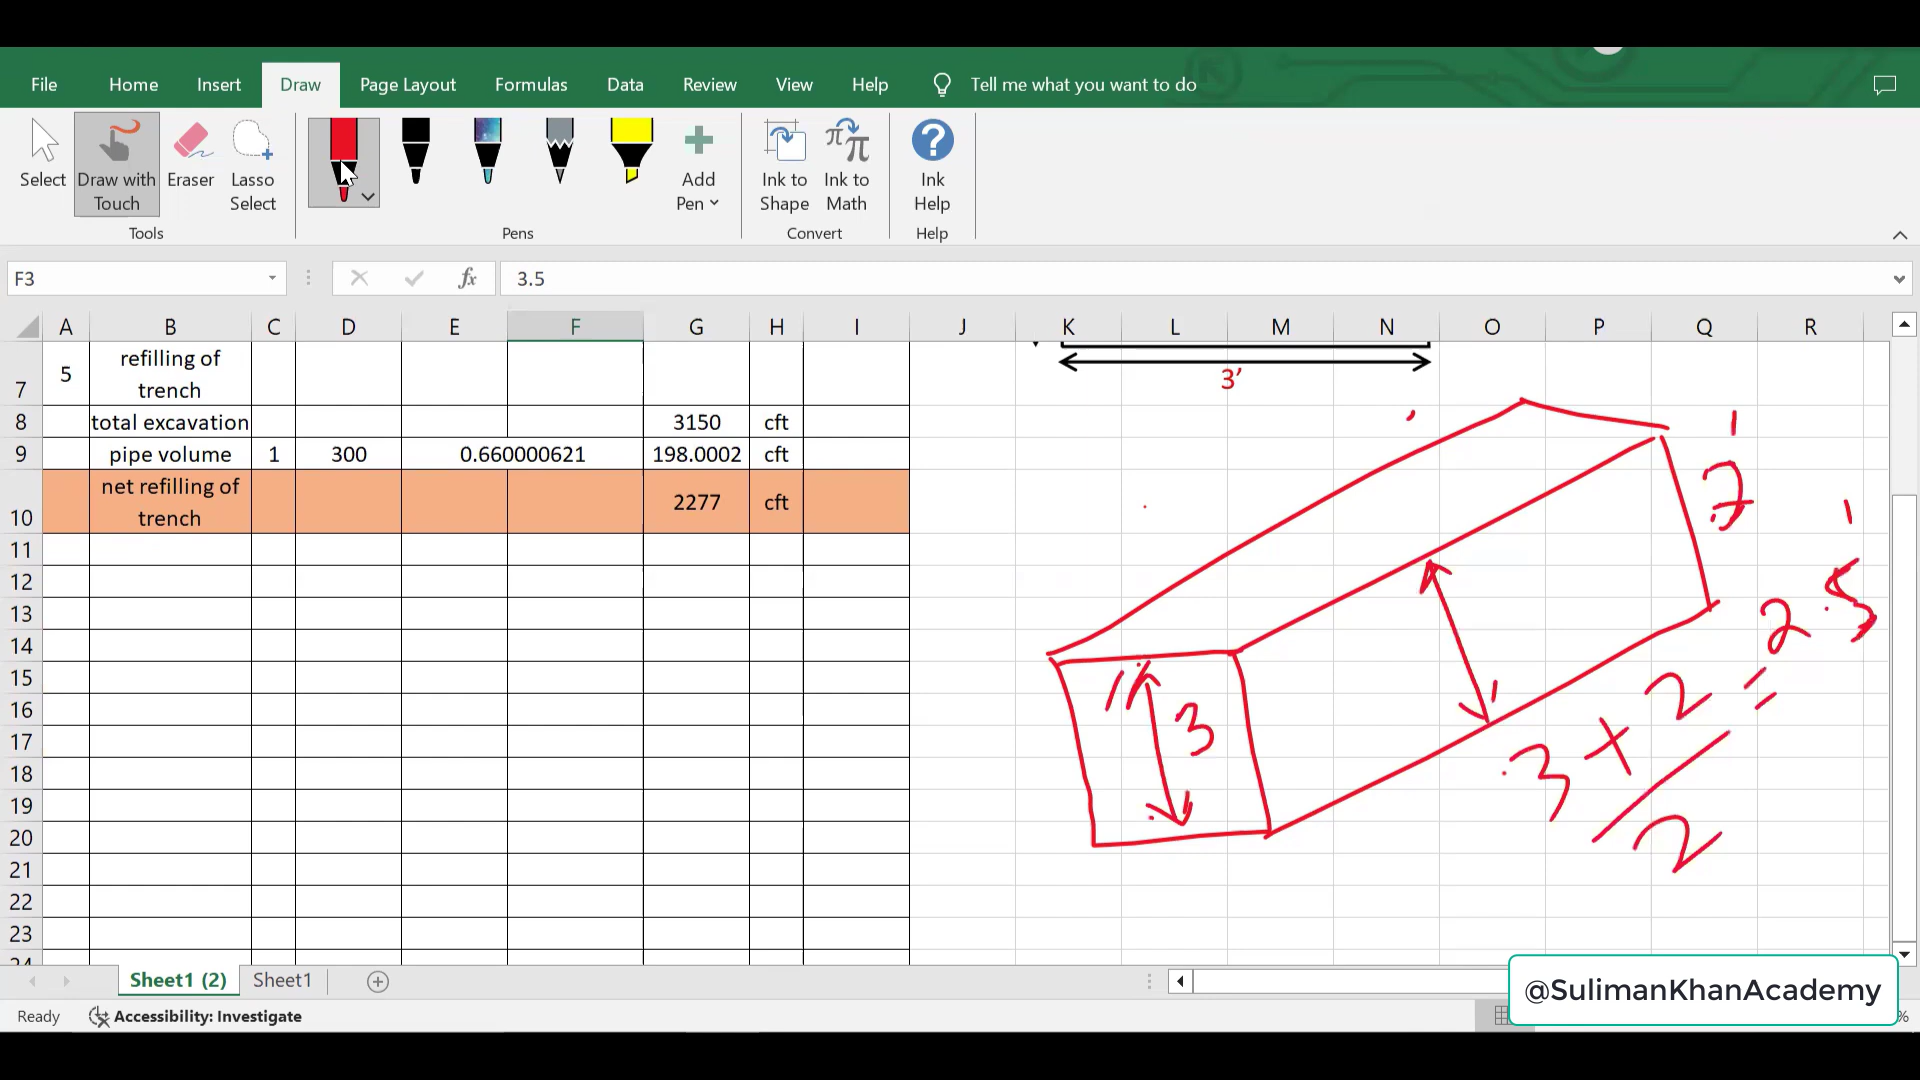 File Home Insert Draw Page Layout Formulas Data Review View Help Tell me what you want to do
Select Draw with Touch Eraser Lasso Select Add Pen Ink to Shape Ink to Math Ink Help
Tools Pens Convert Help
F3 fx 3.5
A B C D E F G H I J K L M N O P Q R
7 5 refilling of trench
8 total excavation 3150 cft
9 pipe volume 1 300 0.660000621 198.0002 cft
10 net refilling of trench 2277 cft
11
12
13
14
15
16
17
18
19
20
21
22
23
3'
3
3 + 2 = 2.5'
2
Sheet1 (2) Sheet1
@SulimanKhanAcademy
Ready Accessibility: Investigate
%